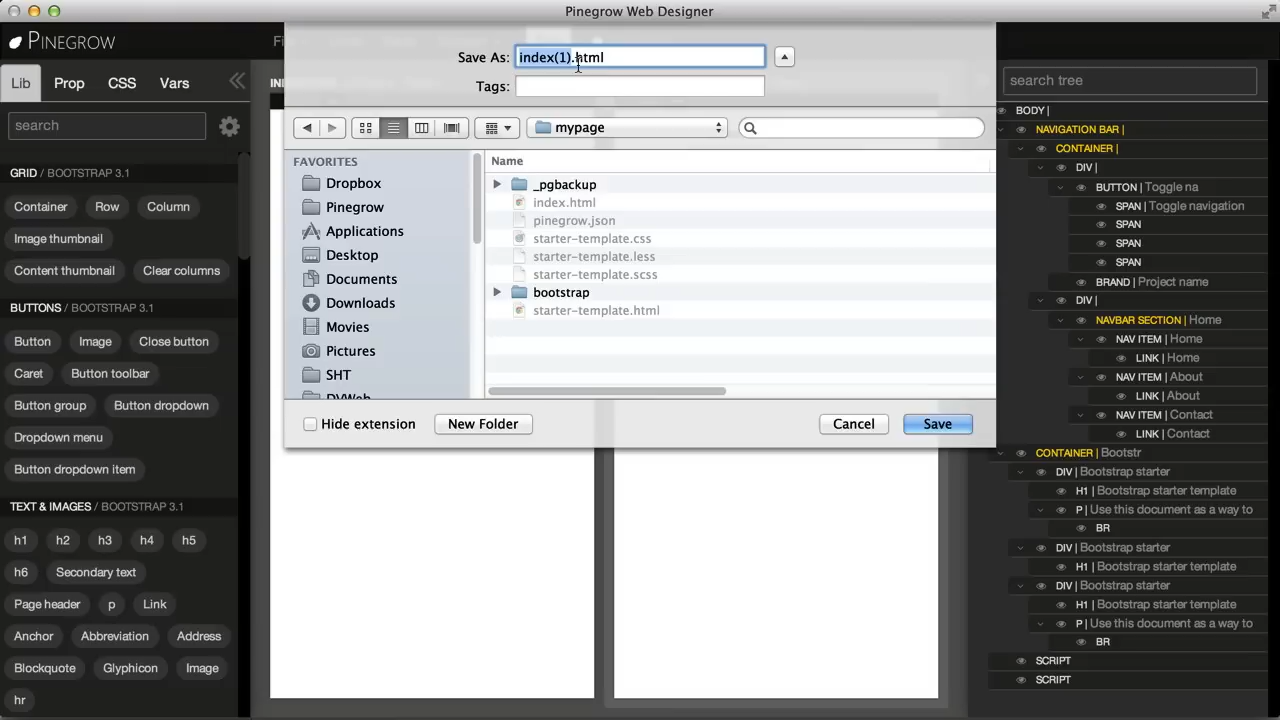 Pinegrow Web Designer
PINEGROW
Lib Prop CSS Vars
search
GRID / BOOTSTRAP 3.1
Container Row Column
Image thumbnail
Content thumbnail Clear columns
BUTTONS / BOOTSTRAP 3.1
Button Image Close button
Caret Button toolbar
Button group Button dropdown
Dropdown menu
Button dropdown item
TEXT & IMAGES / BOOTSTRAP 3.1
h1 h2 h3 h4 h5
h6 Secondary text
Page header p Link
Anchor Abbreviation Address
Blockquote Glyphicon Image
hr
Save As: index(1).html
Tags:
mypage
FAVORITES
Dropbox
Pinegrow
Applications
Desktop
Documents
Downloads
Movies
Pictures
SHT
DVWeb
Name
_pgbackup
index.html
pinegrow.json
starter-template.css
starter-template.less
starter-template.scss
bootstrap
starter-template.html
Hide extension New Folder Cancel Save
search tree
BODY |
NAVIGATION BAR |
CONTAINER |
DIV |
BUTTON | Toggle na
SPAN | Toggle navigation
SPAN
SPAN
SPAN
BRAND | Project name
DIV |
NAVBAR SECTION | Home
NAV ITEM | Home
LINK | Home
NAV ITEM | About
LINK | About
NAV ITEM | Contact
LINK | Contact
CONTAINER | Bootstr
DIV | Bootstrap starter
H1 | Bootstrap starter template
P | Use this document as a way to
BR
DIV | Bootstrap starter
H1 | Bootstrap starter template
DIV | Bootstrap starter
H1 | Bootstrap starter template
P | Use this document as a way to
BR
SCRIPT
SCRIPT